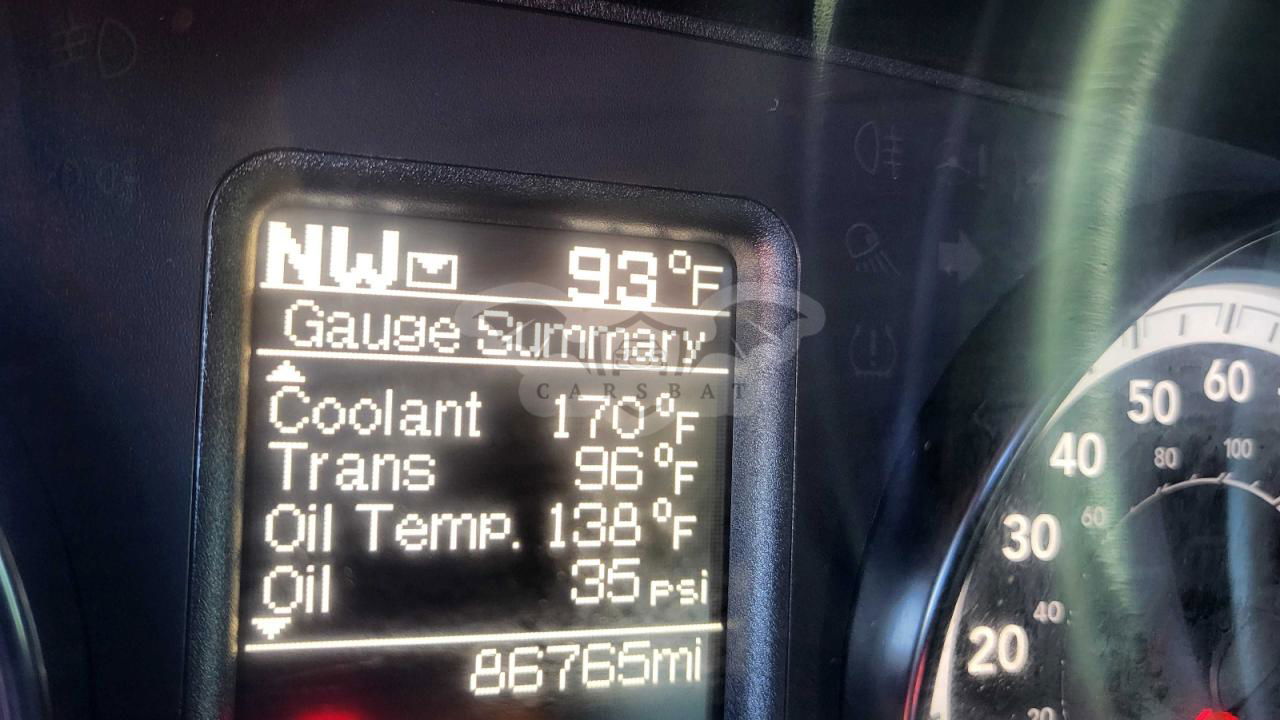 NW 93°F
Gauge Summary
CARSBAT
Coolant 170°F
Trans 96°F
Oil Temp. 138°F
Oil 35 psi
86765mi
60
50
100
40
80
30
60
20
40
20